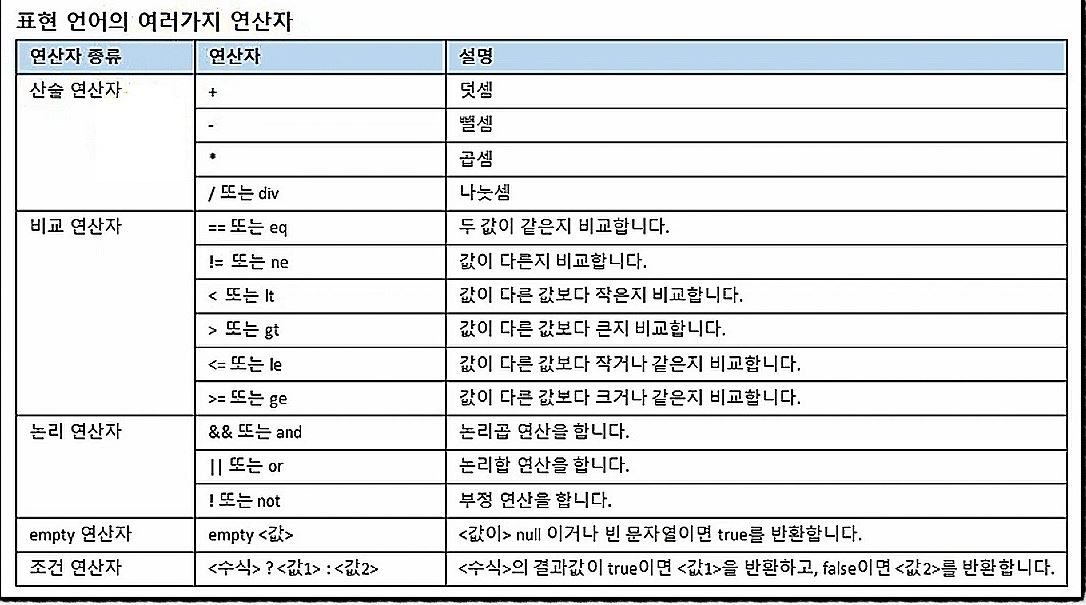 표현 언어의 여러가지 연산자
연산자 종류 연산자 설명
산술 연산자 + 덧셈
- 뺄셈
* 곱셈
/ 또는 div 나눗셈
비교 연산자 == 또는 eq 두 값이 같은지 비교합니다.
!= 또는 ne 값이 다른지 비교합니다.
< 또는 lt 값이 다른 값보다 작은지 비교합니다.
> 또는 gt 값이 다른 값보다 큰지 비교합니다.
<= 또는 le 값이 다른 값보다 작거나 같은지 비교합니다.
>= 또는 ge 값이 다른 값보다 크거나 같은지 비교합니다.
논리 연산자 && 또는 and 논리곱 연산을 합니다.
|| 또는 or 논리합 연산을 합니다.
! 또는 not 부정 연산을 합니다.
empty 연산자 empty <값> <값이> null 이거나 빈 문자열이면 true를 반환합니다.
조건 연산자 <수식> ? <값1> : <값2> <수식>의 결과값이 true이면 <값1>을 반환하고, false이면 <값2>를 반환합니다.